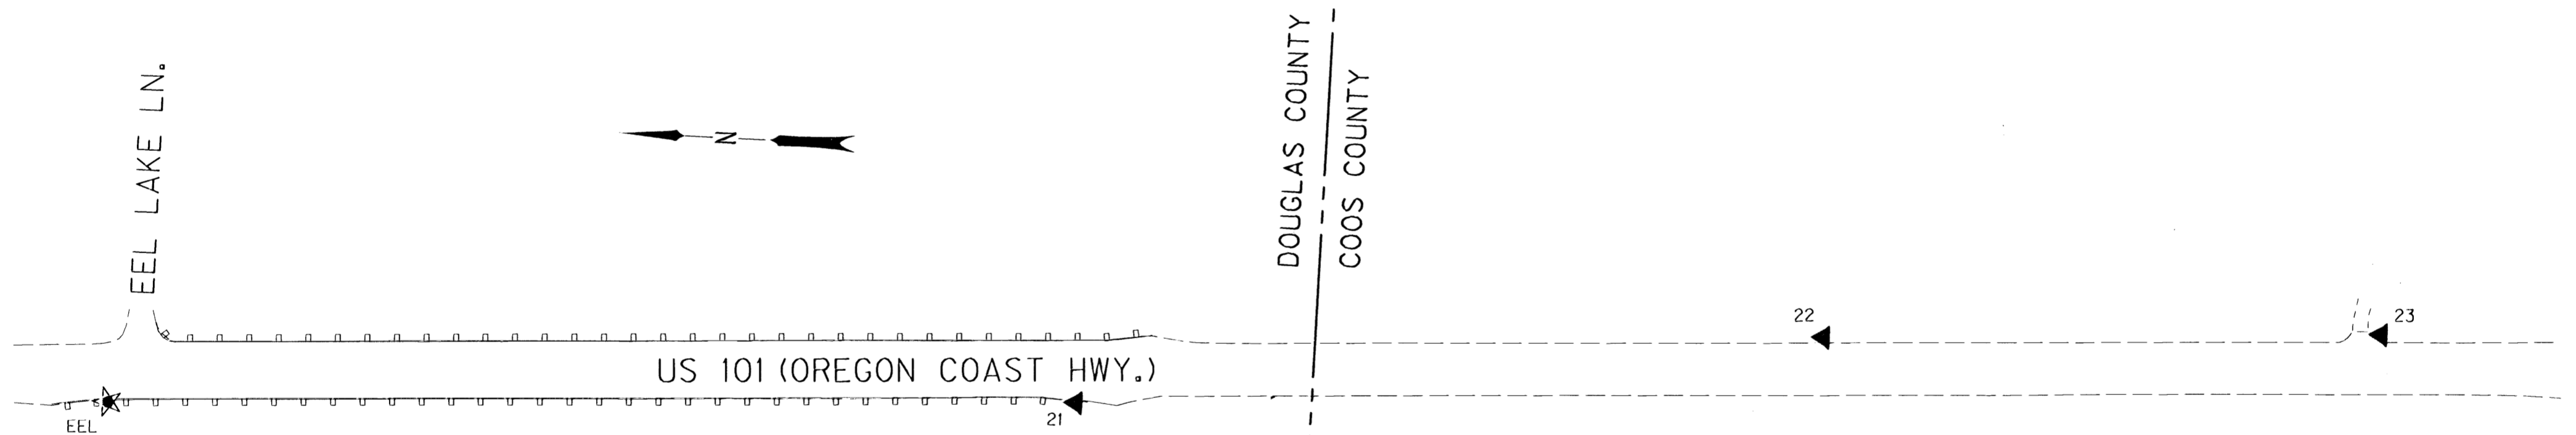 EEL LAKE LN.
N
DOUGLAS COUNTY
COOS COUNTY
22
23
US 101 (OREGON COAST HWY.)
EEL
21